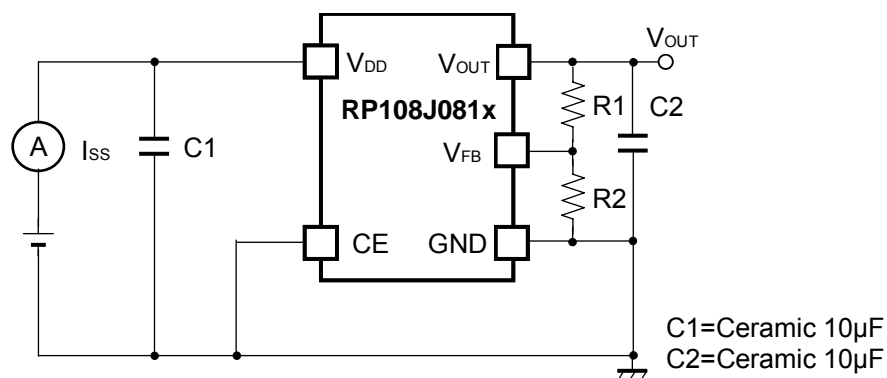 VOUT
VDD
VOUT
RP108J081x
R1
C2
A
ISS
C1
VFB
R2
CE
GND
C1=Ceramic 10μF
C2=Ceramic 10μF